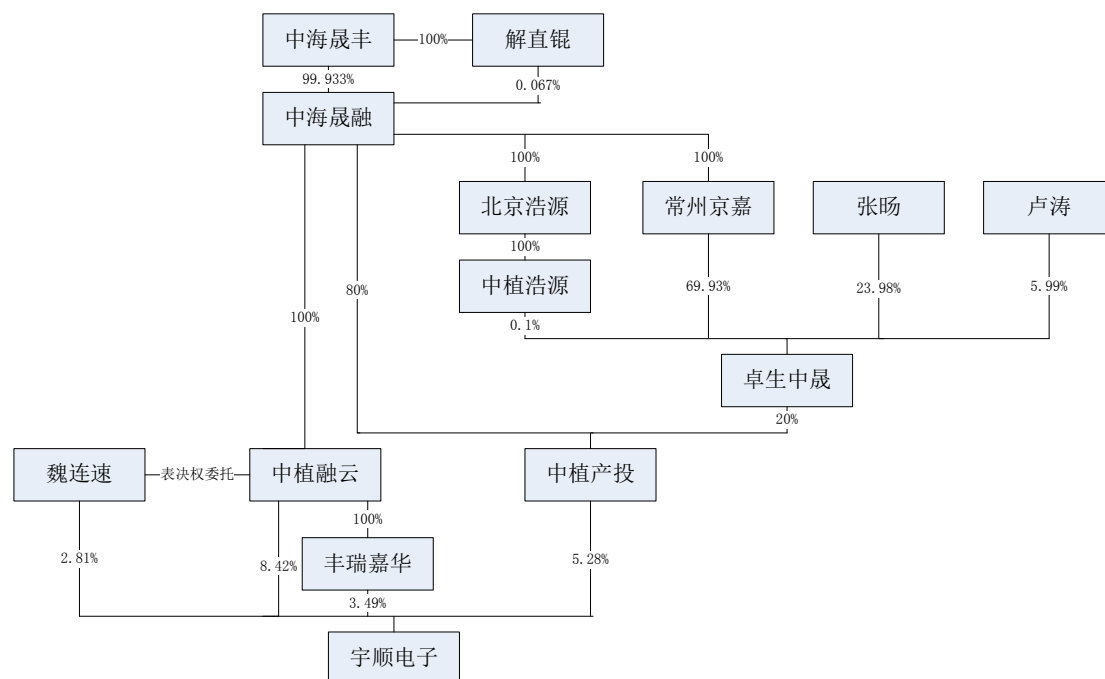 中海晟丰
100%
解直锟
99.933%
0.067%
中海晟融
100%
100%
北京浩源
常州京嘉
张旸
卢涛
100%
中植浩源
69.93%
23.98%
5.99%
80%
100%
0.1%
卓生中晟
20%
魏连速
表决权委托
中植融云
中植产投
100%
2.81%
8.42%
丰瑞嘉华
5.28%
3.49%
宇顺电子